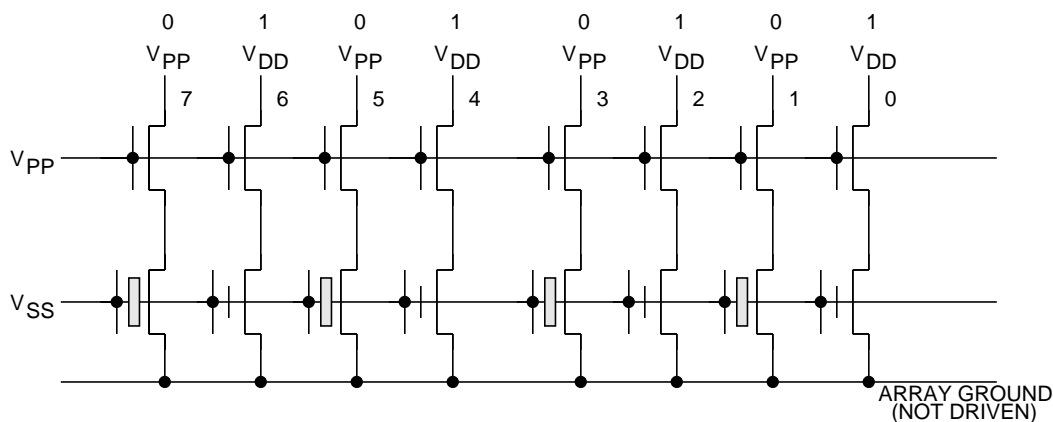 0 1 0 1 0 1 0 1
VPP VDD VPP VDD VPP VDD VPP VDD
7 6 5 4 3 2 1 0
VPP
VSS
ARRAY GROUND
(NOT DRIVEN)